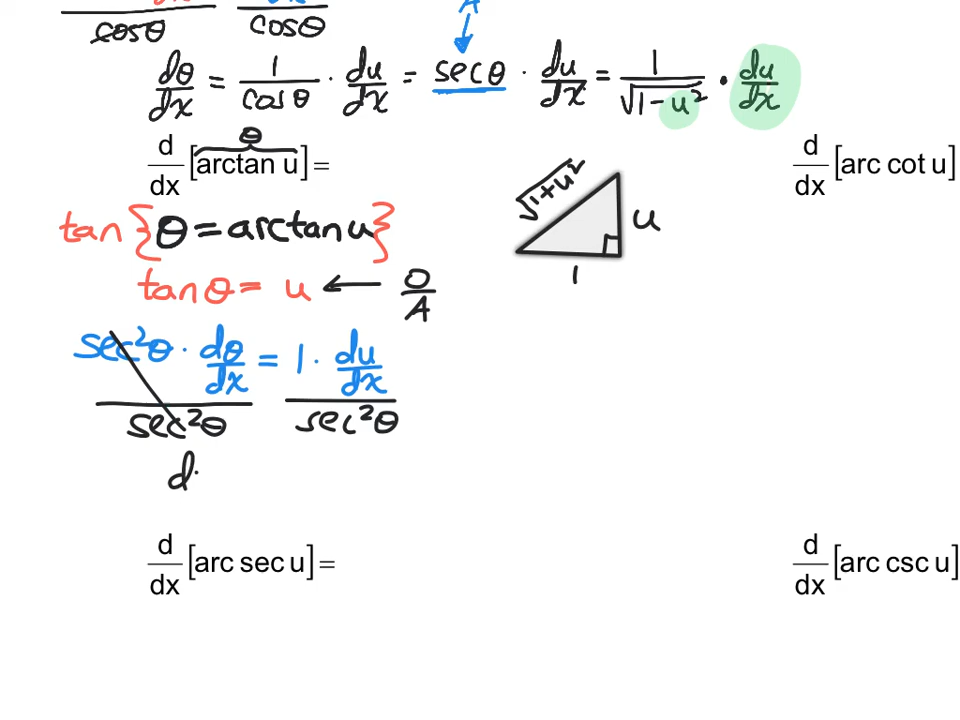 cosθ cosθ A
dθ/dx = 1/cosθ · du/dx = secθ · du/dx = 1/√1-u² · du/dx
θ
d/dx [arctan u] =
d/dx [arc cot u]
tan{θ = arctan u}
√1+u²
u
1
tanθ = u ← O/A
sec²θ · dθ/dx = 1 · du/dx
sec²θ sec²θ
d
d/dx [arc sec u] =
d/dx [arc csc u]